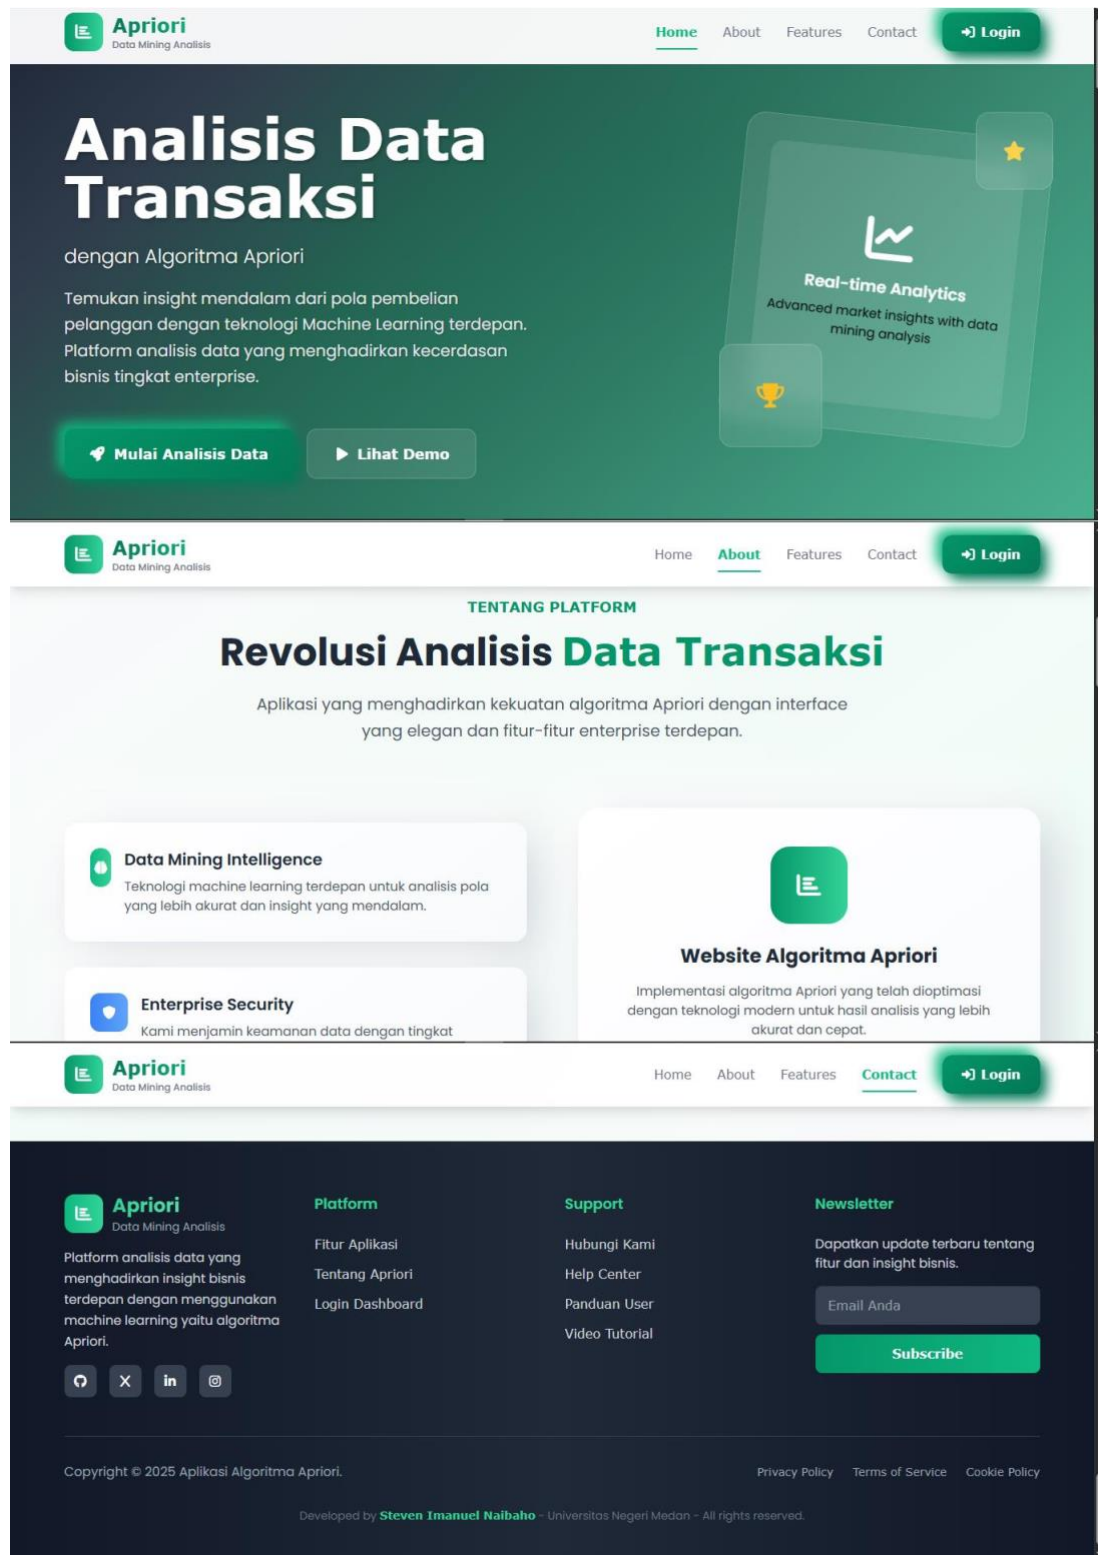 Apriori
Data Mining Analisis
Home About Features Contact Login
Analisis Data
Transaksi
dengan Algoritma Apriori
Temukan insight mendalam dari pola pembelian
pelanggan dengan teknologi Machine Learning terdepan.
Platform analisis data yang menghadirkan kecerdasan
bisnis tingkat enterprise.
Mulai Analisis Data Lihat Demo
Real-time Analytics
Advanced market insights with data
mining analysis
Apriori
Data Mining Analisis
Home About Features Contact Login
TENTANG PLATFORM
Revolusi Analisis Data Transaksi
Aplikasi yang menghadirkan kekuatan algoritma Apriori dengan interface
yang elegan dan fitur-fitur enterprise terdepan.
Data Mining Intelligence
Teknologi machine learning terdepan untuk analisis pola
yang lebih akurat dan insight yang mendalam.
Enterprise Security
Kami menjamin keamanan data dengan tingkat
Website Algoritma Apriori
Implementasi algoritma Apriori yang telah dioptimasi
dengan teknologi modern untuk hasil analisis yang lebih
akurat dan cepat.
Apriori
Data Mining Analisis
Home About Features Contact Login
Apriori
Data Mining Analisis
Platform analisis data yang
menghadirkan insight bisnis
terdepan dengan menggunakan
machine learning yaitu algoritma
Apriori.
Platform
Fitur Aplikasi
Tentang Apriori
Login Dashboard
Support
Hubungi Kami
Help Center
Panduan User
Video Tutorial
Newsletter
Dapatkan update terbaru tentang
fitur dan insight bisnis.
Email Anda
Subscribe
Copyright © 2025 Aplikasi Algoritma Apriori.
Privacy Policy Terms of Service Cookie Policy
Developed by Steven Imanuel Naibaho - Universitas Negeri Medan - All rights reserved.